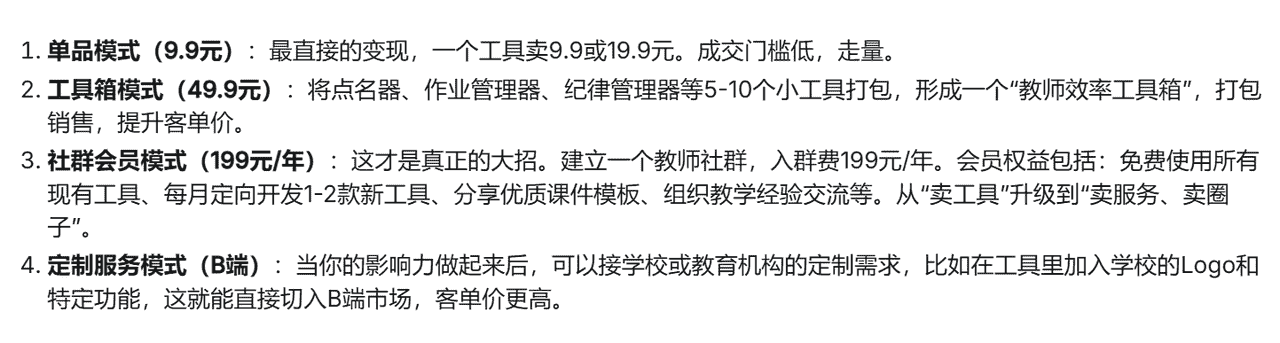 1. 单品模式（9.9元）：最直接的变现，一个工具卖9.9或19.9元。成交门槛低，走量。
2. 工具箱模式（49.9元）：将点名器、作业管理器、纪律管理器等5-10个小工具打包，形成一个“教师效率工具箱”，打包
销售，提升客单价。
3. 社群会员模式（199元/年）：这才是真正的大招。建立一个教师社群，入群费199元/年。会员权益包括：免费使用所有
现有工具、每月定向开发1-2款新工具、分享优质课件模板、组织教学经验交流等。从“卖工具”升级到“卖服务、卖圈
子”。
4. 定制服务模式（B端）：当你的影响力做起来后，可以接学校或教育机构的定制需求，比如在工具里加入学校的Logo和
特定功能，这就能直接切入B端市场，客单价更高。